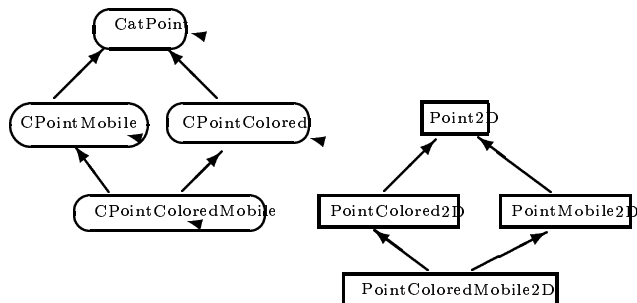 CatPoint
CPointMobile
CPointColored
CPointColoredMobile
Point2D
PointColored2D
PointMobile2D
PointColoredMobile2D